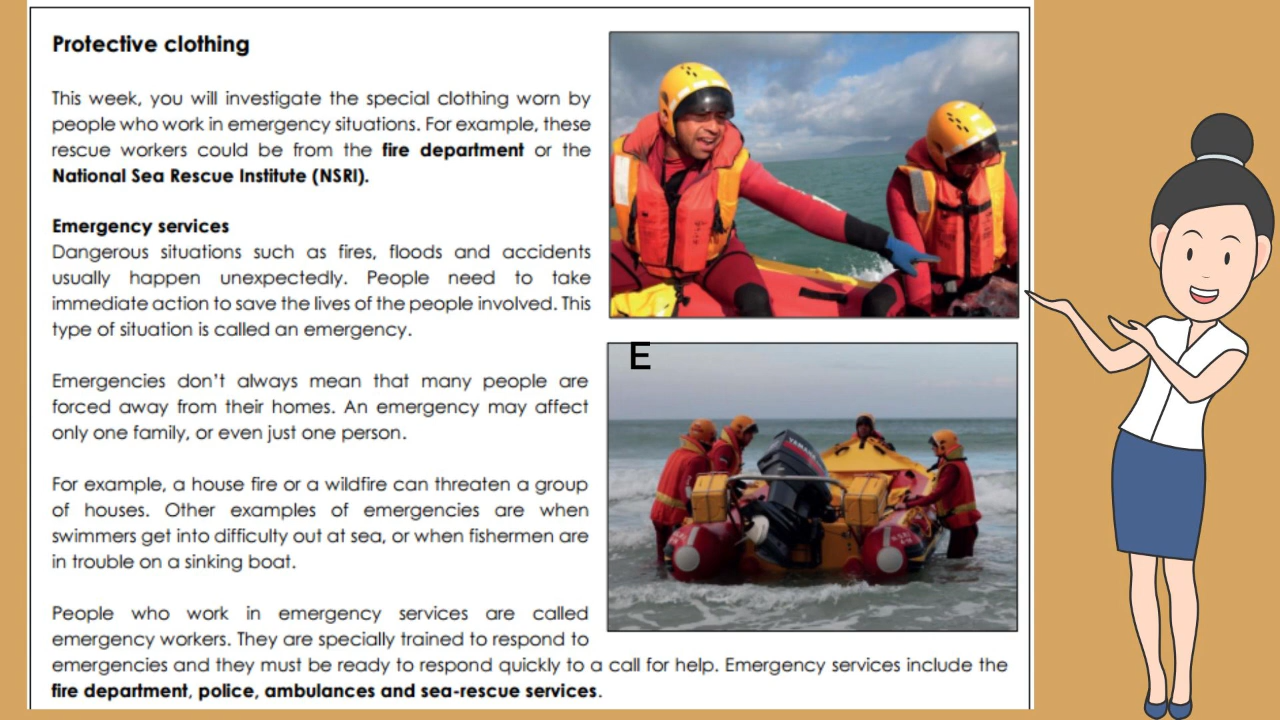 Protective clothing
This week, you will investigate the special clothing worn by
people who work in emergency situations. For example, these
rescue workers could be from the fire department or the
National Sea Rescue Institute (NSRI).
Emergency services
Dangerous situations such as fires, floods and accidents
usually happen unexpectedly. People need to take
immediate action to save the lives of the people involved. This
type of situation is called an emergency.
Emergencies don't always mean that many people are
forced away from their homes. An emergency may affect
only one family, or even just one person.
For example, a house fire or a wildfire can threaten a group
of houses. Other examples of emergencies are when
swimmers get into difficulty out at sea, or when fishermen are
in trouble on a sinking boat.
People who work in emergency services are called
emergency workers. They are specially trained to respond to
emergencies and they must be ready to respond quickly to a call for help. Emergency services include the
fire department, police, ambulances and sea-rescue services.
E
YAMAHA